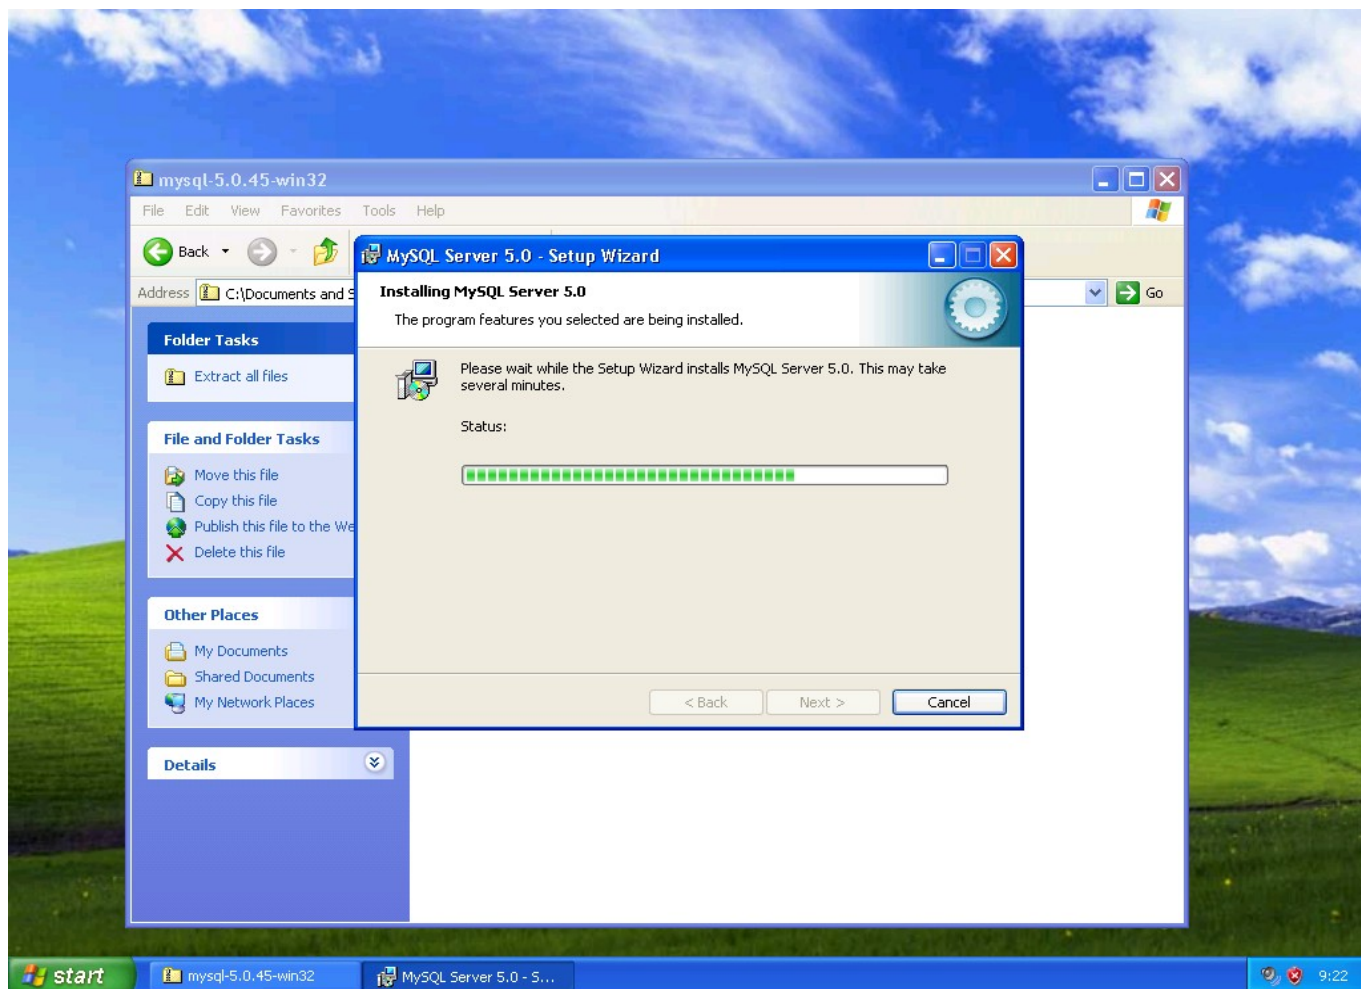 mysql-5.0.45-win32
File Edit View Favorites Tools Help
Back
Address C:\Documents and
Go
Folder Tasks
Extract all files
File and Folder Tasks
Move this file
Copy this file
Publish this file to the We
Delete this file
Other Places
My Documents
Shared Documents
My Network Places
Details
MySQL Server 5.0 - Setup Wizard
Installing MySQL Server 5.0
The program features you selected are being installed.
Please wait while the Setup Wizard installs MySQL Server 5.0. This may take
several minutes.
Status:
< Back Next > Cancel
start mysql-5.0.45-win32 MySQL Server 5.0 - S... 9:22